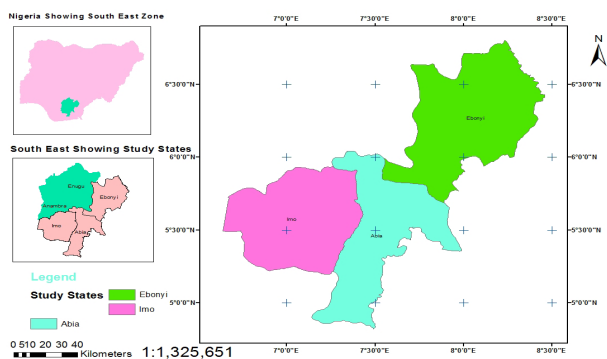 Nigeria Showing South East Zone
South East Showing Study States
Enugu
Anambra
Ebonyi
Imo
Abia
Legend
Study States
Ebonyi
Imo
Abia
0 510 20 30 40
Kilometers 1:1,325,651
7°0'0"E 7°30'0"E 8°0'0"E 8°30'0"E
N
6°30'0"N 6°30'0"N
Ebonyi
6°0'0"N 6°0'0"N
Imo
Abia
5°30'0"N 5°30'0"N
5°0'0"N 5°0'0"N
7°0'0"E 7°30'0"E 8°0'0"E 8°30'0"E